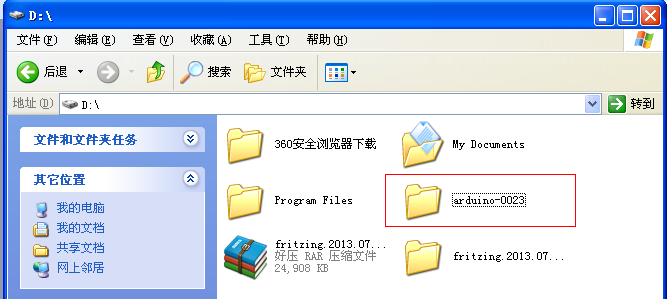 D:\
文件(F) 编辑(E) 查看(V) 收藏(A) 工具(T) 帮助(H)
后退 搜索 文件夹
地址(D) D:\ 转到
文件和文件夹任务
其它位置
我的电脑
我的文档
共享文档
网上邻居
360安全浏览器下载 My Documents
Program Files arduino-0023
fritzing.2013.07... fritzing.2013.07...
好压 RAR 压缩文件
24,908 KB